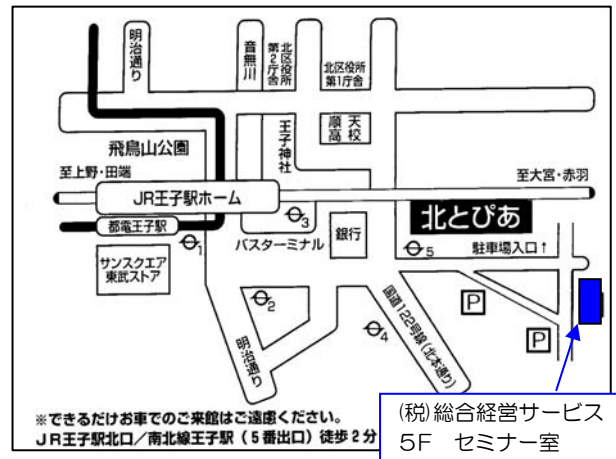 明治通り
音無川
北区役所
第2庁舎
北区役所
第1庁舎
順天
高校
王子神社
飛鳥山公園
至上野・田端
至大宮・赤羽
JR王子駅ホーム
北とぴあ
都電王子駅
1
3
バスターミナル
銀行
5
駐車場入口↑
サンスクエア
東武ストア
2
P
4
P
明治通り
国道122号線(北本通り)
※できるだけお車でのご来館はご遠慮ください。
JR王子駅北口/南北線王子駅(5番出口)徒歩2分
(税)総合経営サービス
5F セミナー室